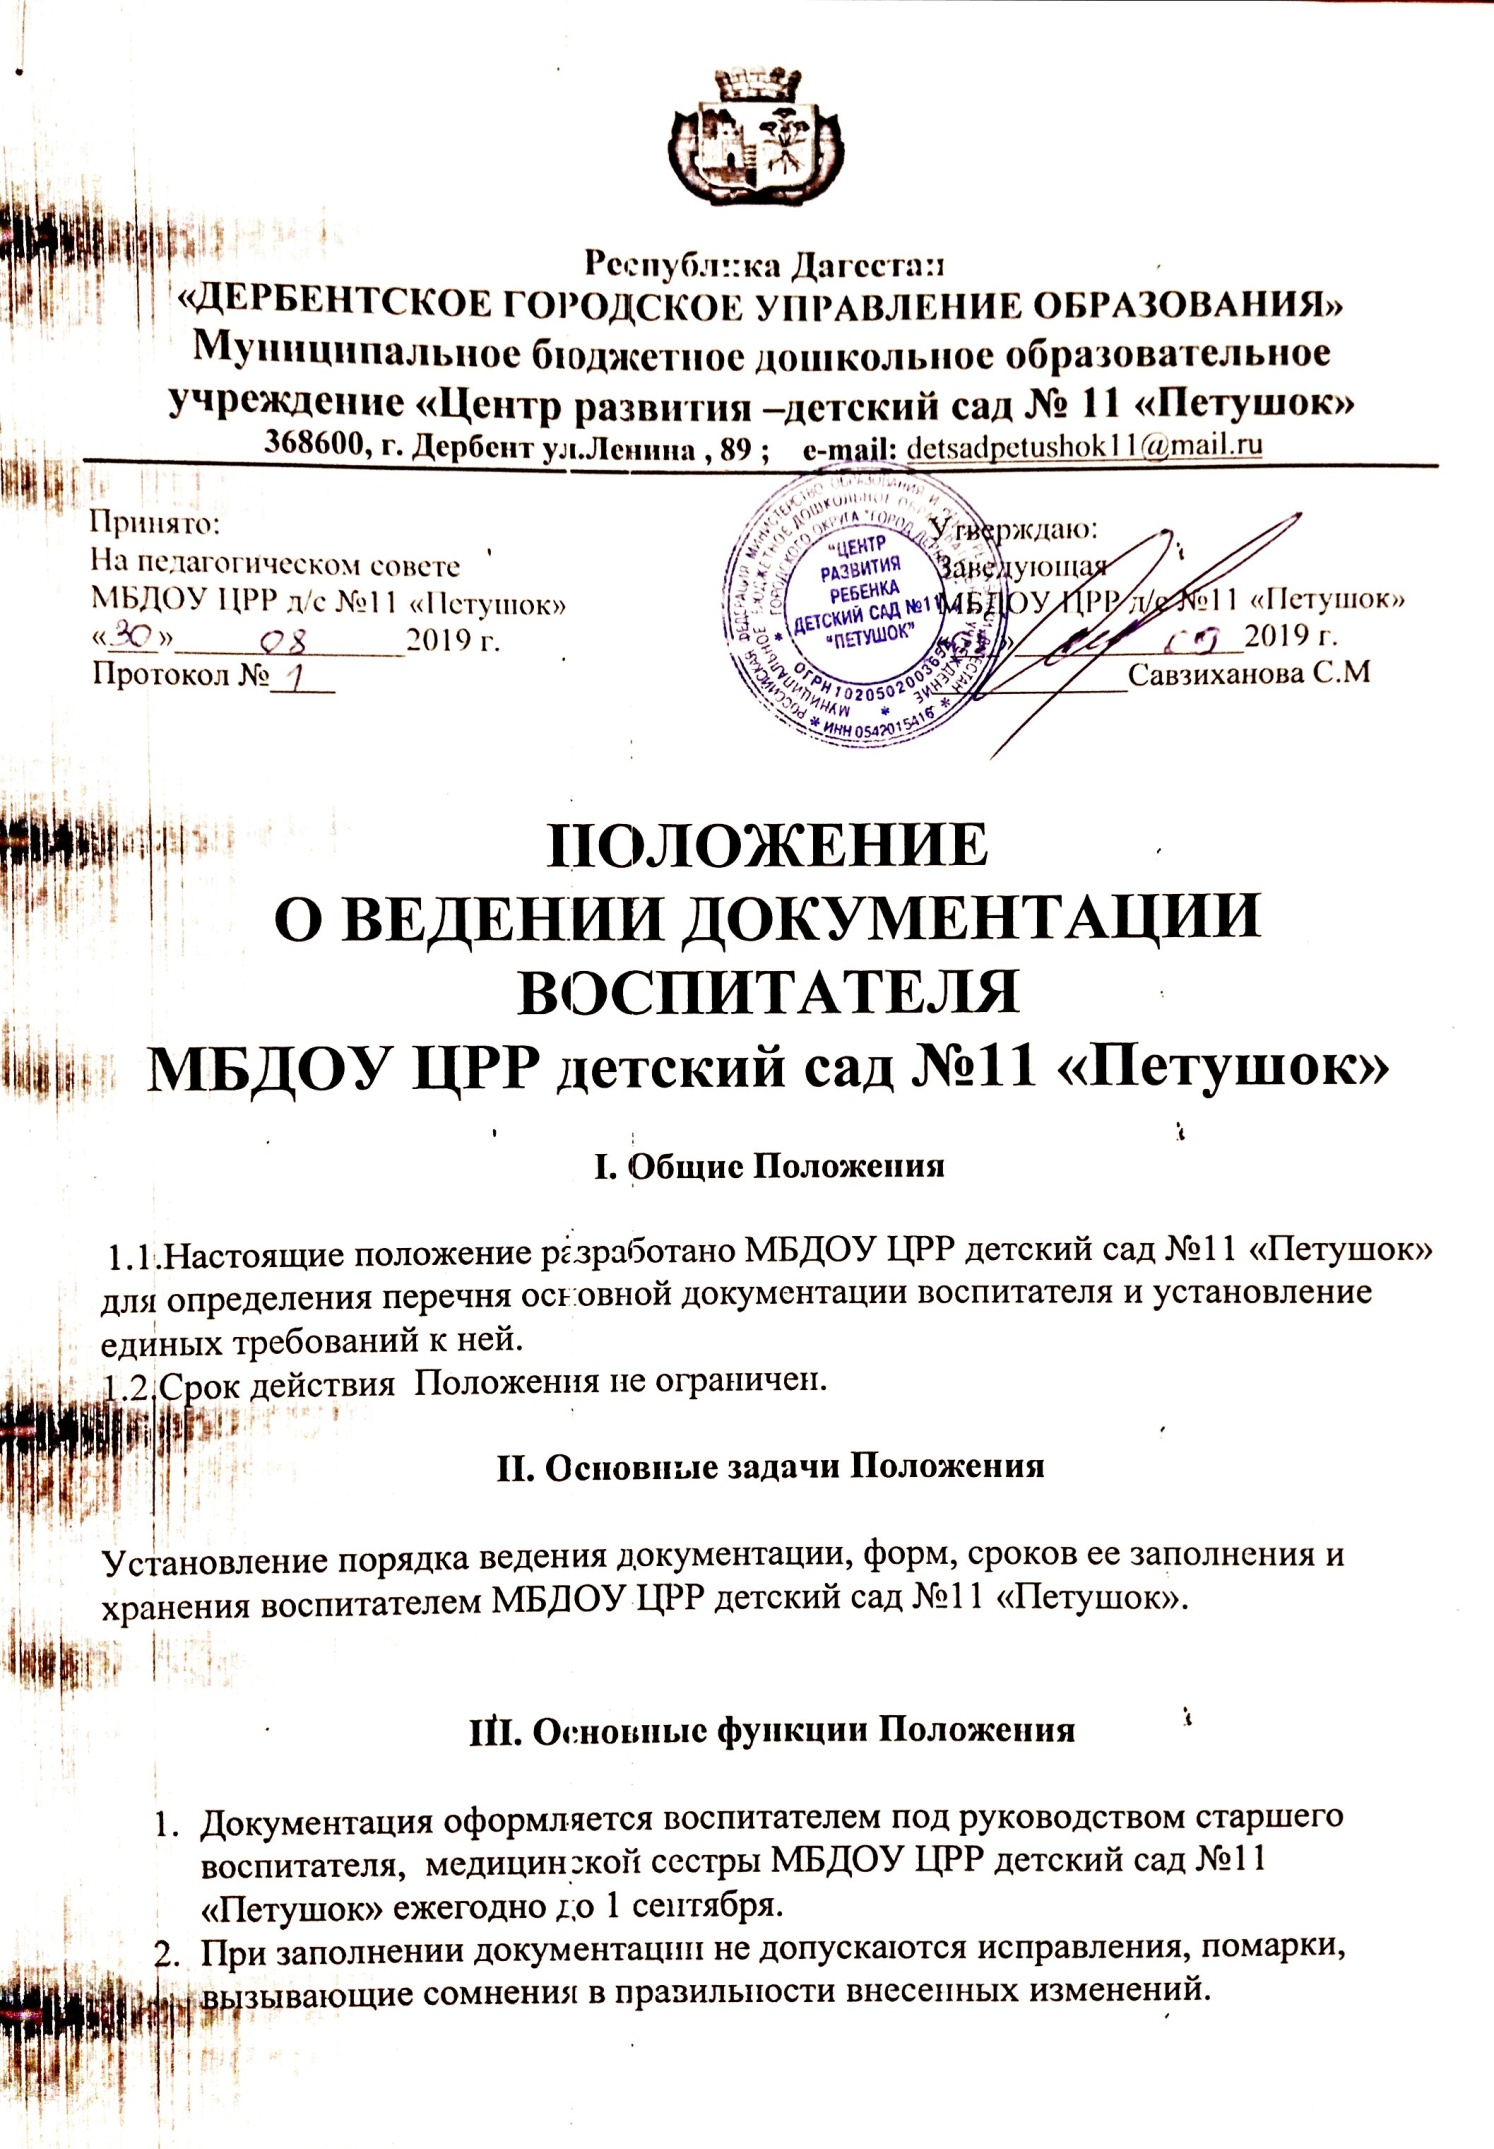 Республика Дагестан
«ДЕРБЕНТСКОЕ ГОРОДСКОЕ УПРАВЛЕНИЕ ОБРАЗОВАНИЯ»
Муниципальное бюджетное дошкольное образовательное
учреждение «Центр развития –детский сад № 11 «Петушок»
368600, г. Дербент ул.Ленина , 89 ; e-mail: detsadpetushok11@mail.ru
Принято:
На педагогическом совете
МБДОУ ЦРР д/с №11 «Петушок»
«30»______08______2019 г.
Протокол №_1__
Утверждаю:
Заведующая
МБДОУ ЦРР д/с №11 «Петушок»
»______________2019 г.
____________Савзиханова С.М
"ЦЕНТР
РАЗВИТИЯ
РЕБЕНКА
ДЕТСКИЙ САД №11
"ПЕТУШОК"
ИНН 0542015416
ПОЛОЖЕНИЕ
О ВЕДЕНИИ ДОКУМЕНТАЦИИ
ВОСПИТАТЕЛЯ
МБДОУ ЦРР детский сад №11 «Петушок»
I. Общие Положения
1.1.Настоящие положение разработано МБДОУ ЦРР детский сад №11 «Петушок»
для определения перечня основной документации воспитателя и установление
единых требований к ней.
1.2.Срок действия Положения не ограничен.
II. Основные задачи Положения
Установление порядка ведения документации, форм, сроков ее заполнения и
хранения воспитателем МБДОУ ЦРР детский сад №11 «Петушок».
III. Основные функции Положения
1. Документация оформляется воспитателем под руководством старшего
воспитателя, медицинской сестры МБДОУ ЦРР детский сад №11
«Петушок» ежегодно до 1 сентября.
2. При заполнении документации не допускаются исправления, помарки,
вызывающие сомнения в правильности внесенных изменений.